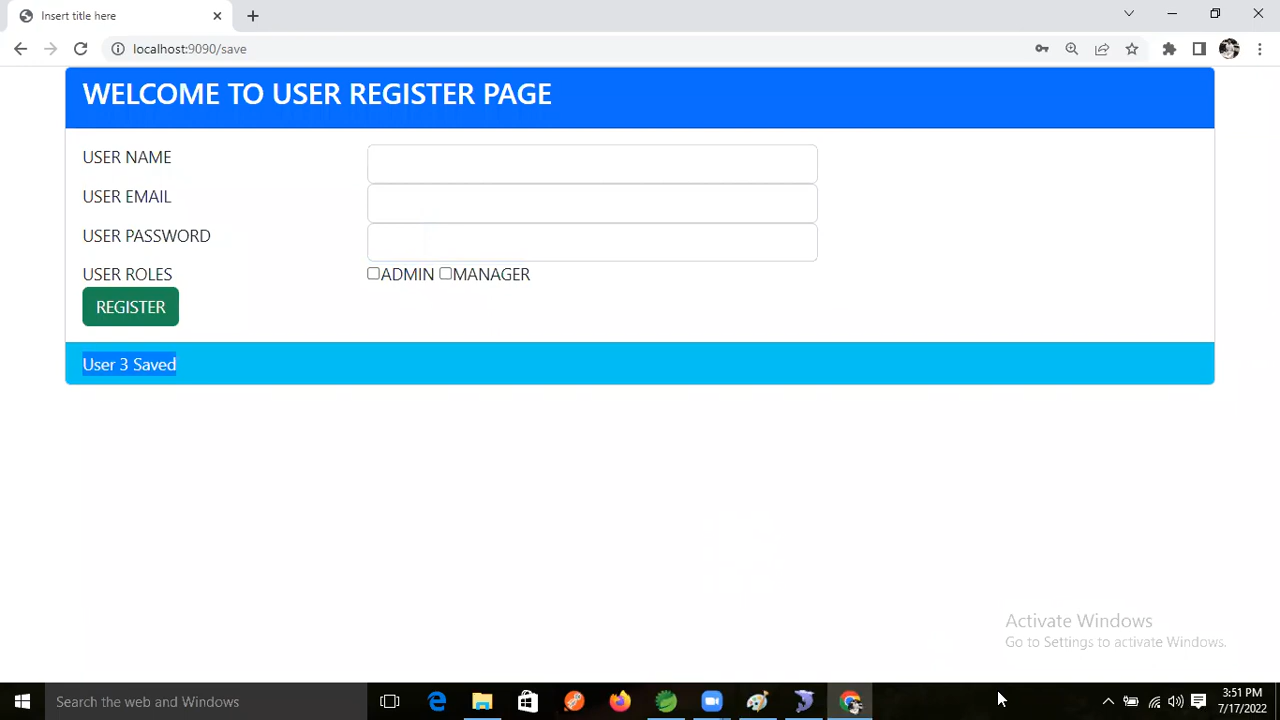 Insert title here
localhost:9090/save
WELCOME TO USER REGISTER PAGE
USER NAME
USER EMAIL
USER PASSWORD
USER ROLES ADMIN MANAGER
REGISTER
User 3 Saved
Activate Windows
Go to Settings to activate Windows.
Search the web and Windows
3:51 PM
7/17/2022